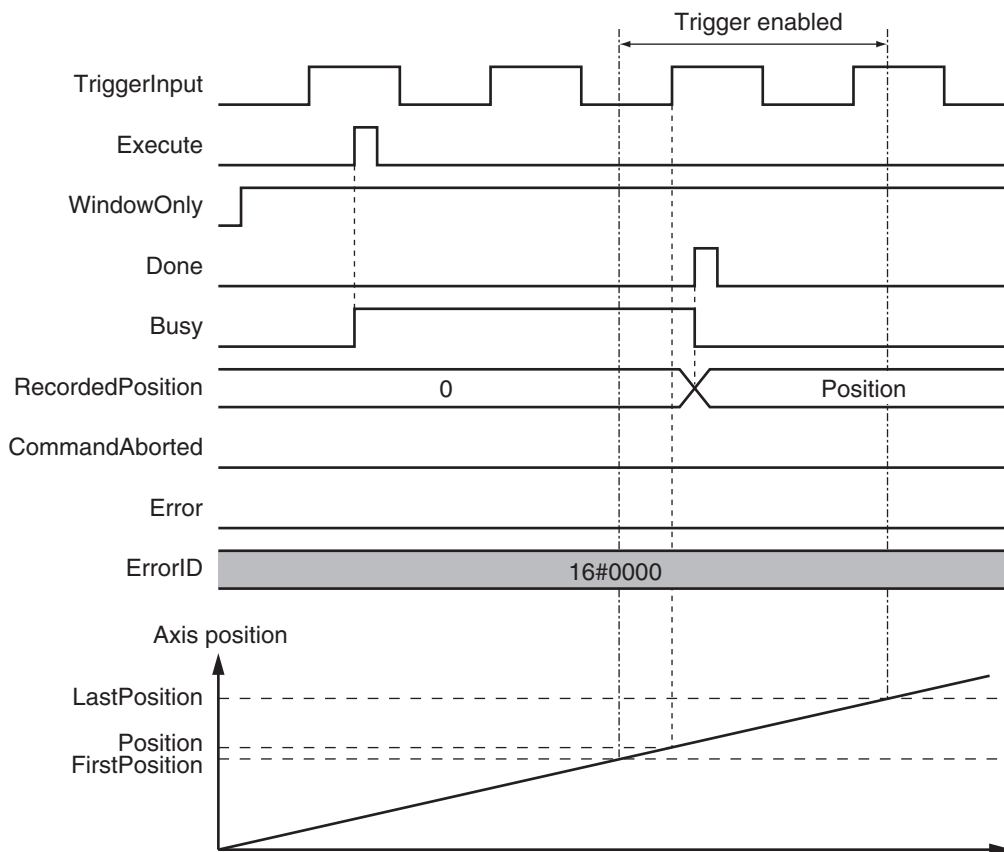 Trigger enabled
TriggerInput
Execute
WindowOnly
Done
Busy
RecordedPosition
0
Position
CommandAborted
Error
ErrorID
16#0000
Axis position
LastPosition
Position
FirstPosition